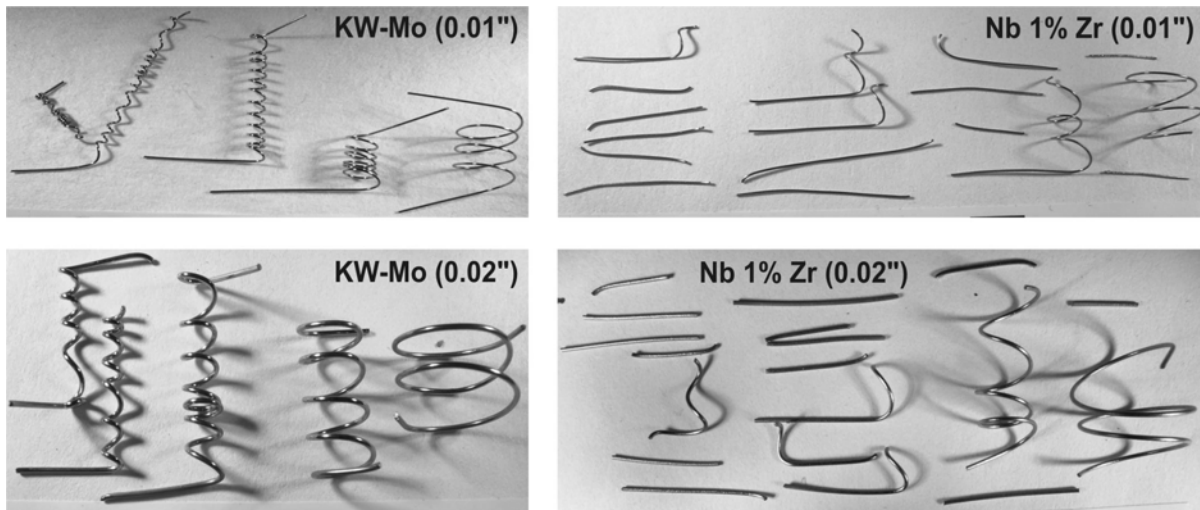 KW-Mo (0.01")
Nb 1% Zr (0.01")
KW-Mo (0.02")
Nb 1% Zr (0.02")